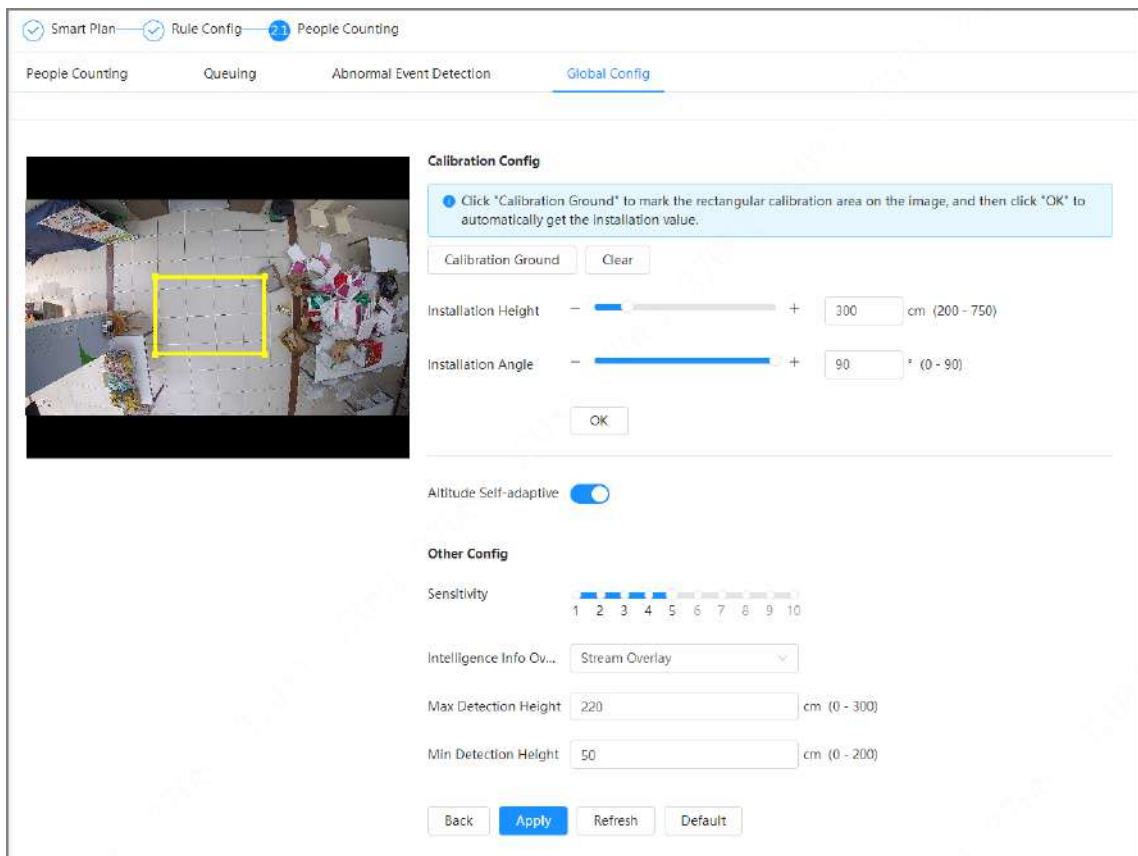 Smart Plan Rule Config 2.1 People Counting
People Counting Queuing Abnormal Event Detection Global Config
Calibration Config
Click "Calibration Ground" to mark the rectangular calibration area on the image, and then click "OK" to
automatically get the installation value.
Calibration Ground Clear
Installation Height − + 300 cm (200 - 750)
Installation Angle − + 90 ° (0 - 90)
OK
Altitude Self-adaptive
Other Config
Sensitivity
1 2 3 4 5 6 7 8 9 10
Intelligence Info Ov... Stream Overlay
Max Detection Height 220 cm (0 - 300)
Min Detection Height 50 cm (0 - 200)
Back Apply Refresh Default